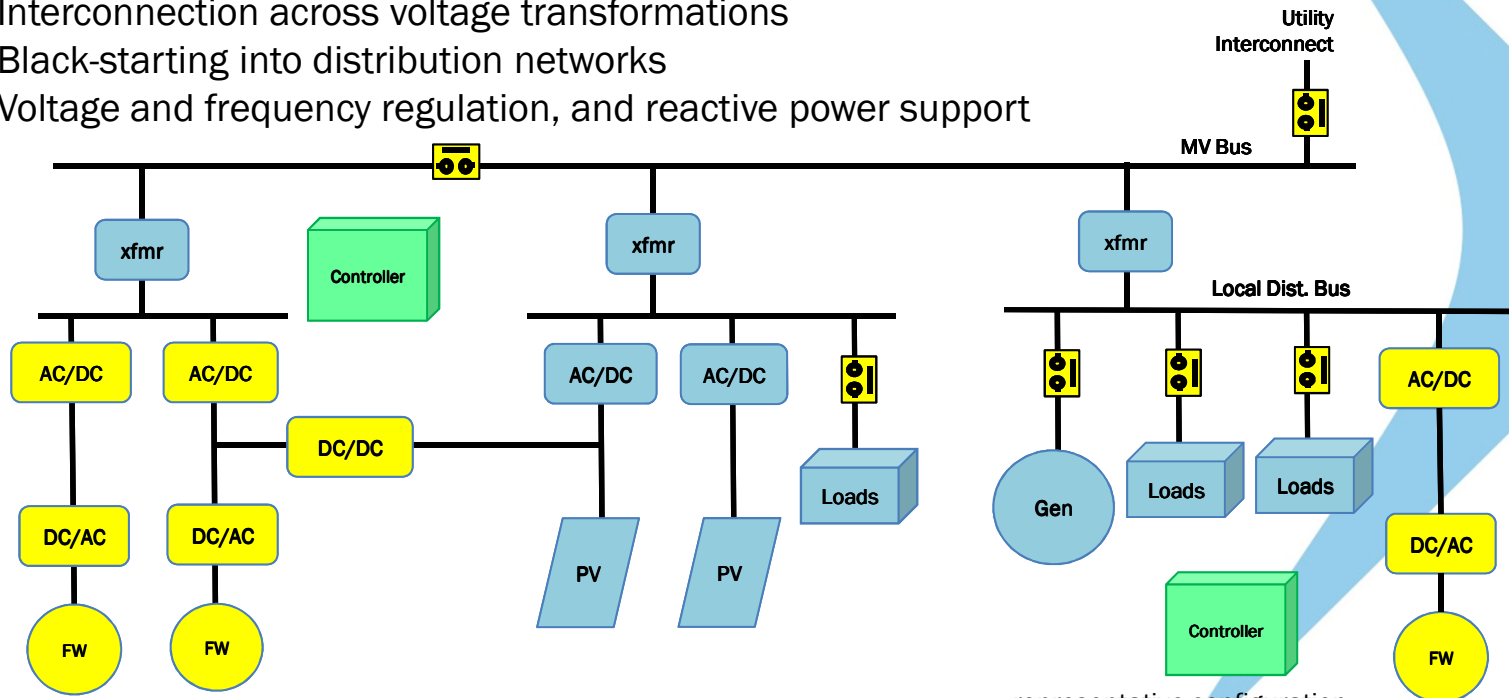 Interconnection across voltage transformations
Black-starting into distribution networks
Voltage and frequency regulation, and reactive power support
Utility
Interconnect
MV Bus
xfmr
Controller
xfmr
xfmr
Local Dist. Bus
AC/DC
AC/DC
AC/DC
AC/DC
AC/DC
DC/DC
Loads
Gen
Loads
Loads
DC/AC
DC/AC
DC/AC
PV
PV
Controller
FW
FW
FW
representative configuration